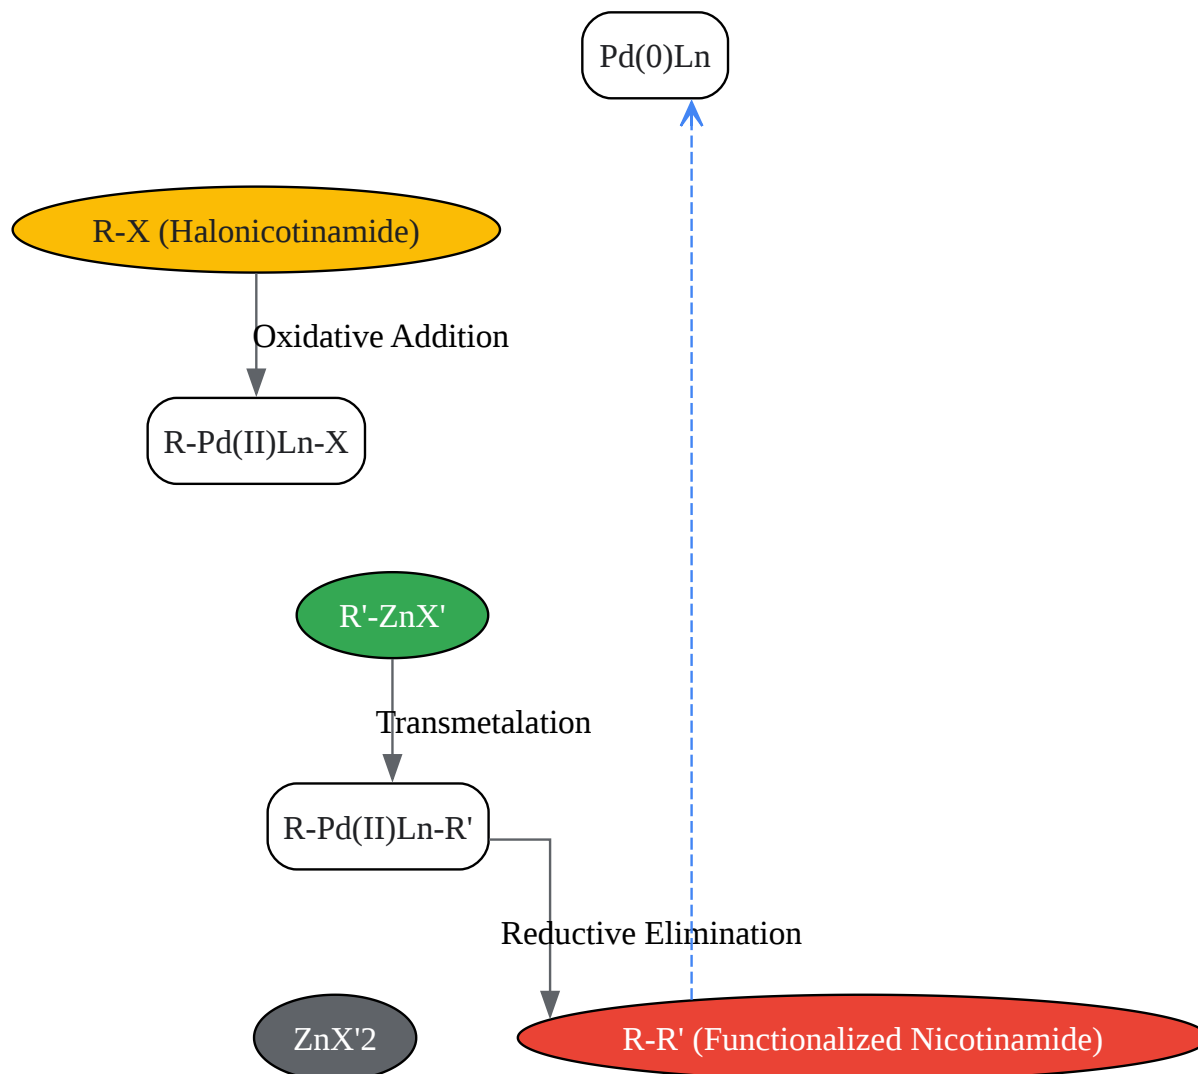 Pd(0)Ln
R-X (Halonicotinamide)
Oxidative Addition
R-Pd(II)Ln-X
R'-ZnX'
Transmetalation
R-Pd(II)Ln-R'
Reductive Elimination
ZnX'2
R-R' (Functionalized Nicotinamide)